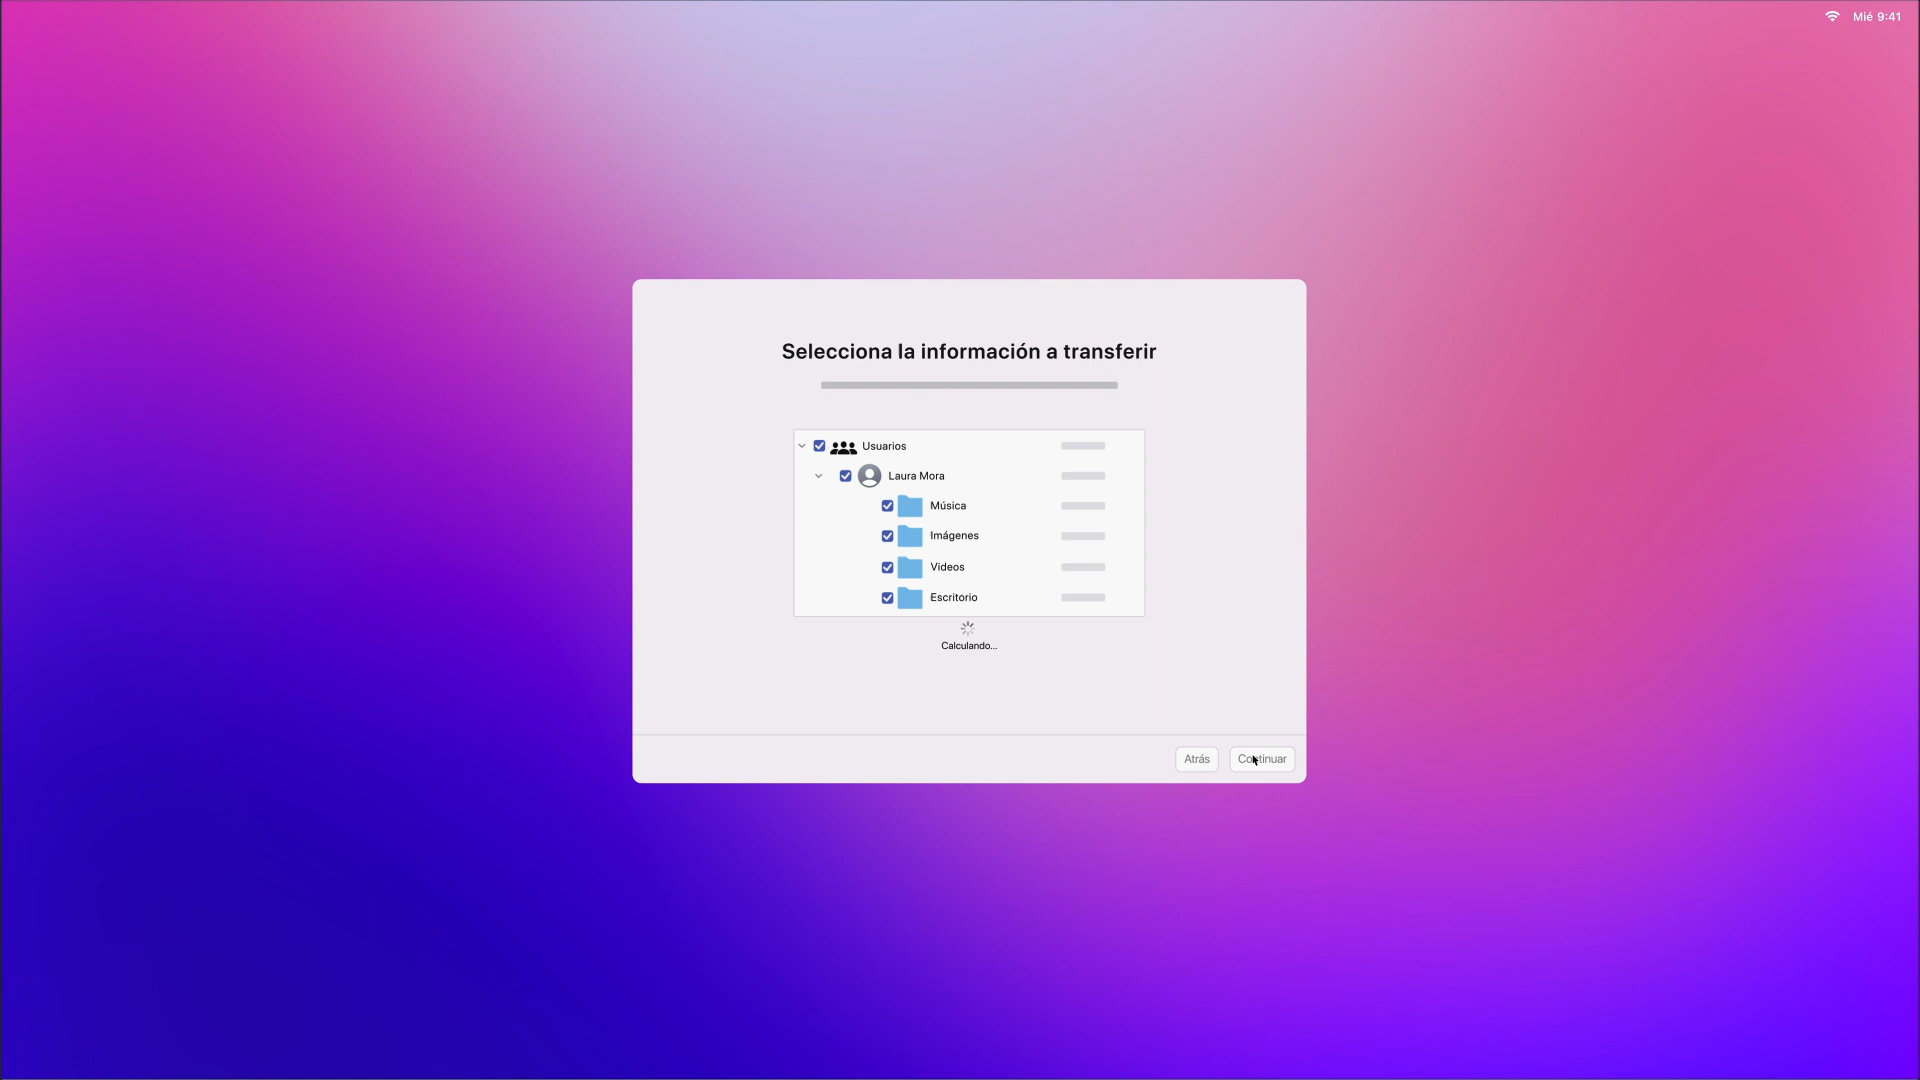 Mié 9:41
Selecciona la información a transferir
Usuarios
Laura Mora
Música
Imágenes
Videos
Escritorio
Calculando...
Atrás
Continuar